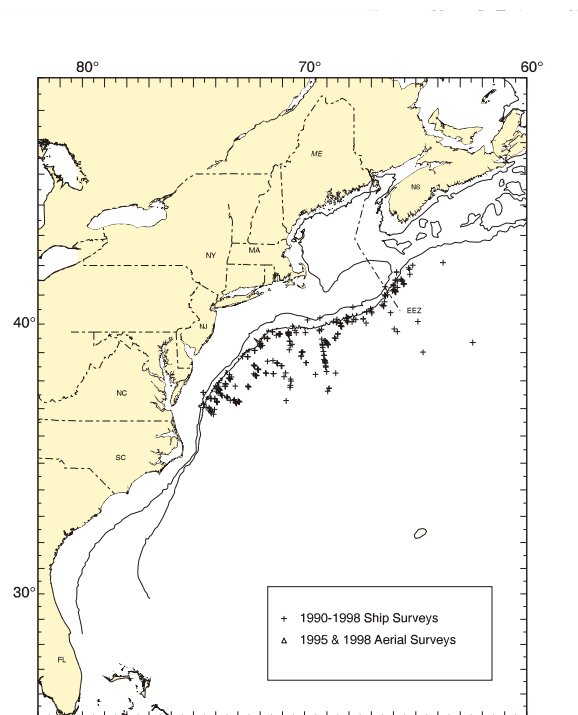 80° 70° 60°
ME
NS
NY MA
EEZ
40° NJ
NC
SC
30°
+ 1990-1998 Ship Surveys
△ 1995 & 1998 Aerial Surveys
FL